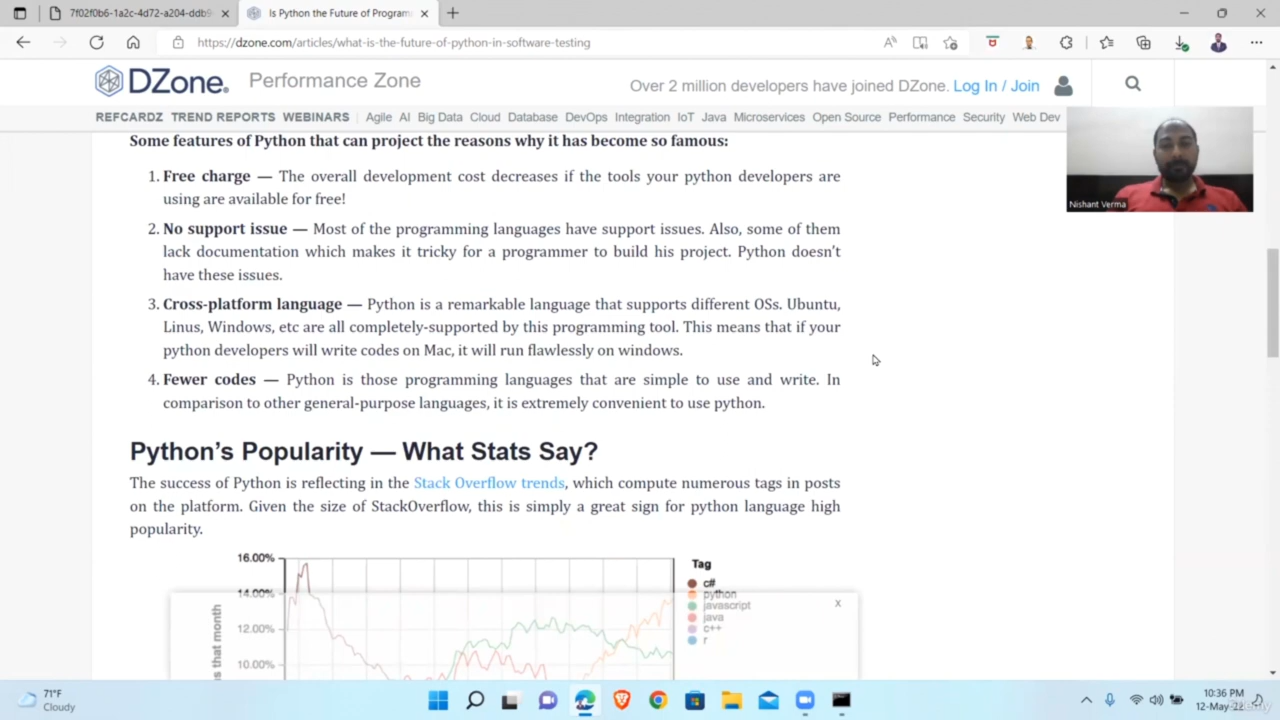 7f02f0b6-1a2c-4d72-a204-ddb9
Is Python the Future of Program
https://dzone.com/articles/what-is-the-future-of-python-in-software-testing
DZone.
Performance Zone
Over 2 million developers have joined DZone. Log In / Join
REFCARDZ TREND REPORTS WEBINARS Agile AI Big Data Cloud Database DevOps Integration IoT Java Microservices Open Source Performance Security Web Dev
Some features of Python that can project the reasons why it has become so famous:
1. Free charge — The overall development cost decreases if the tools your python developers are
using are available for free!
2. No support issue — Most of the programming languages have support issues. Also, some of them
lack documentation which makes it tricky for a programmer to build his project. Python doesn't
have these issues.
3. Cross-platform language — Python is a remarkable language that supports different OSs. Ubuntu,
Linus, Windows, etc are all completely-supported by this programming tool. This means that if your
python developers will write codes on Mac, it will run flawlessly on windows.
4. Fewer codes — Python is those programming languages that are simple to use and write. In
comparison to other general-purpose languages, it is extremely convenient to use python.
Nishant Verma
Python's Popularity — What Stats Say?
The success of Python is reflecting in the Stack Overflow trends, which compute numerous tags in posts
on the platform. Given the size of StackOverflow, this is simply a great sign for python language high
popularity.
16.00%
14.00%
12.00%
10.00%
s that month
Tag
c#
python
javascript
java
c++
r
x
71°F
Cloudy
10:36 PM
12-May-